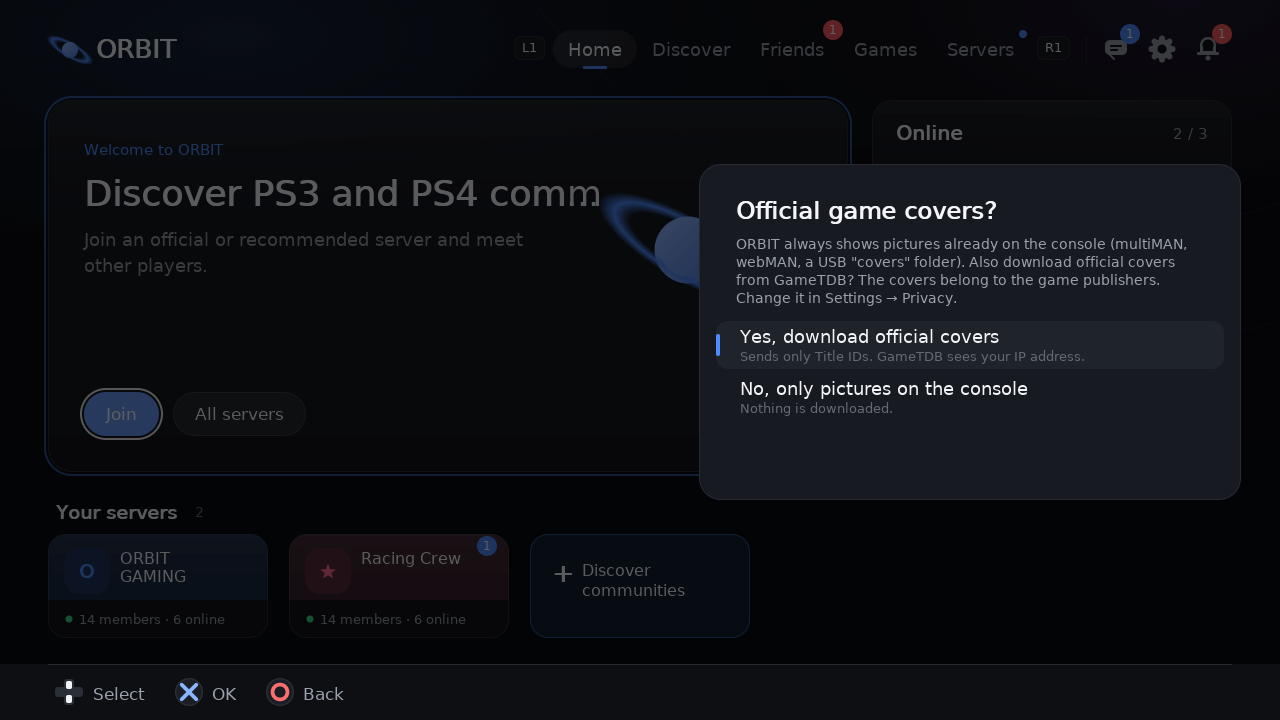 ORBIT
L1
Home
Discover
Friends
1
Games
Servers
R1
1
1
Welcome to ORBIT
Discover PS3 and PS4 comm
Join an official or recommended server and meet
other players.
Join
All servers
Online
2 / 3
Official game covers?
ORBIT always shows pictures already on the console (multiMAN,
webMAN, a USB "covers" folder). Also download official covers
from GameTDB? The covers belong to the game publishers.
Change it in Settings → Privacy.
Yes, download official covers
Sends only Title IDs. GameTDB sees your IP address.
No, only pictures on the console
Nothing is downloaded.
Your servers
2
O
ORBIT
GAMING
14 members · 6 online
Racing Crew
1
14 members · 6 online
Discover
communities
Select
OK
Back